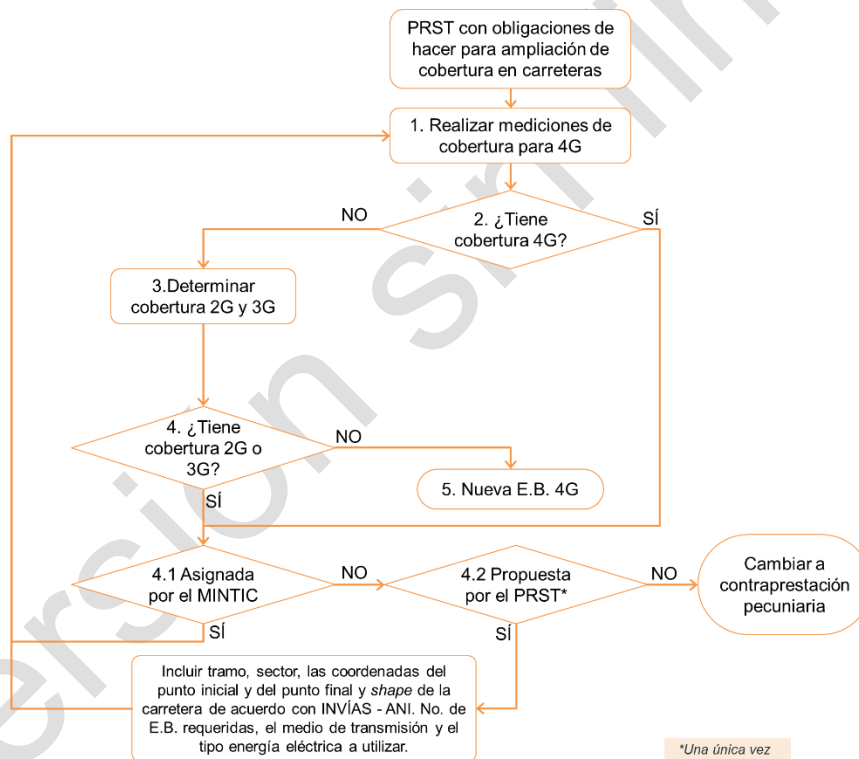 PRST con obligaciones de
hacer para ampliación de
cobertura en carreteras
1. Realizar mediciones de
cobertura para 4G
NO
2. ¿Tiene
cobertura 4G?
SÍ
3.Determinar
cobertura 2G y 3G
4. ¿Tiene
cobertura 2G o
3G?
NO
SÍ
5. Nueva E.B. 4G
4.1 Asignada
por el MINTIC
NO
SÍ
4.2 Propuesta
por el PRST*
NO
SÍ
Cambiar a
contraprestación
pecuniaria
Incluir tramo, sector, las coordenadas del
punto inicial y del punto final y shape de la
carretera de acuerdo con INVÍAS - ANI. No. de
E.B. requeridas, el medio de transmisión y el
tipo energía eléctrica a utilizar.
*Una única vez